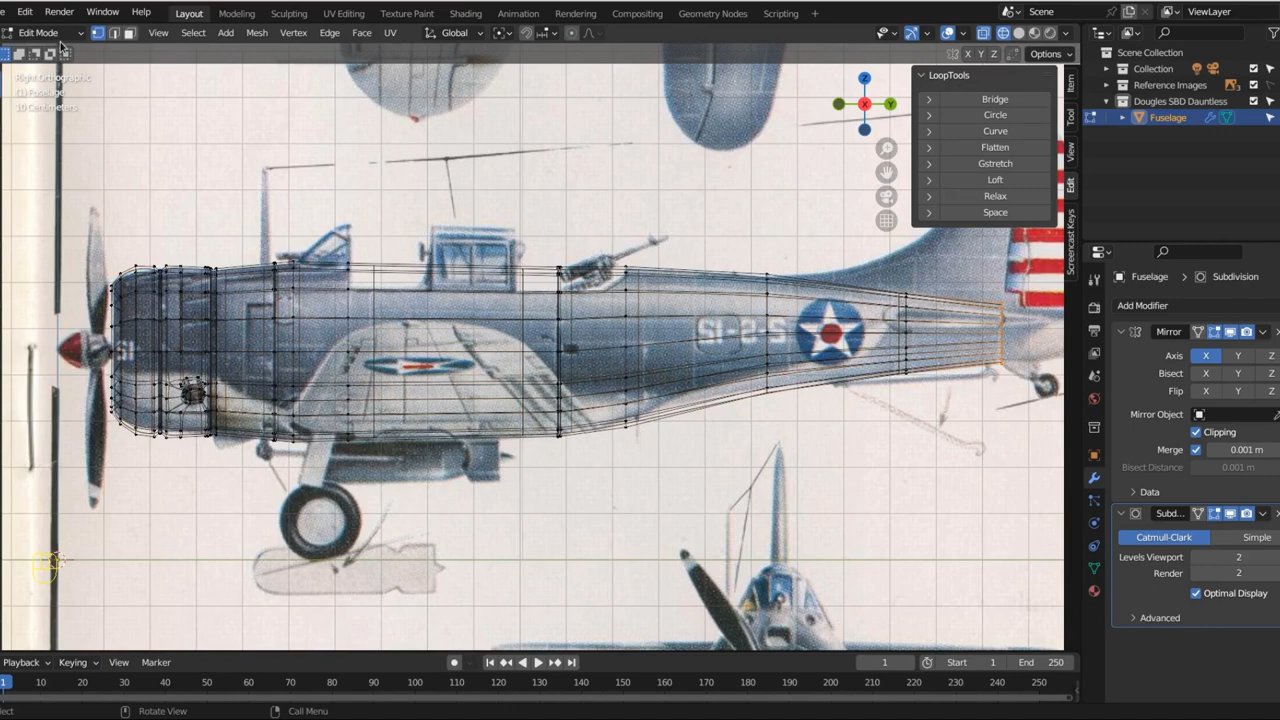 Edit Render Window Help Layout Modeling Sculpting UV Editing Texture Paint Shading Animation Rendering Compositing Geometry Nodes Scripting + Scene ViewLayer
Edit Mode View Select Add Mesh Vertex Edge Face UV Global
X Y Z Options
Right Orthographic
(1) Fuselage
10 Centimeters
LoopTools
Bridge
Circle
Curve
Flatten
Gstretch
Loft
Relax
Space
Item
Tool
View
Edit
Screencast Keys
Z
X
Y
Scene Collection
Collection
Reference Images 3
Dougles SBD Dauntless
Fuselage
Fuselage Subdivision
Add Modifier
Mirror
Axis X Y Z
Bisect X Y Z
Flip X Y Z
Mirror Object
Clipping
Merge 0.001 m
Bisect Distance 0.001 m
Data
Subd...
Catmull-Clark Simple
Levels Viewport 2
Render 2
Optimal Display
Advanced
Playback Keying View Marker 1 Start 1 End 250
1 10 20 30 40 50 60 70 80 90 100 110 120 130 140 150 160 170 180 190 200 210 220 230 240 250
lect Rotate View Call Menu